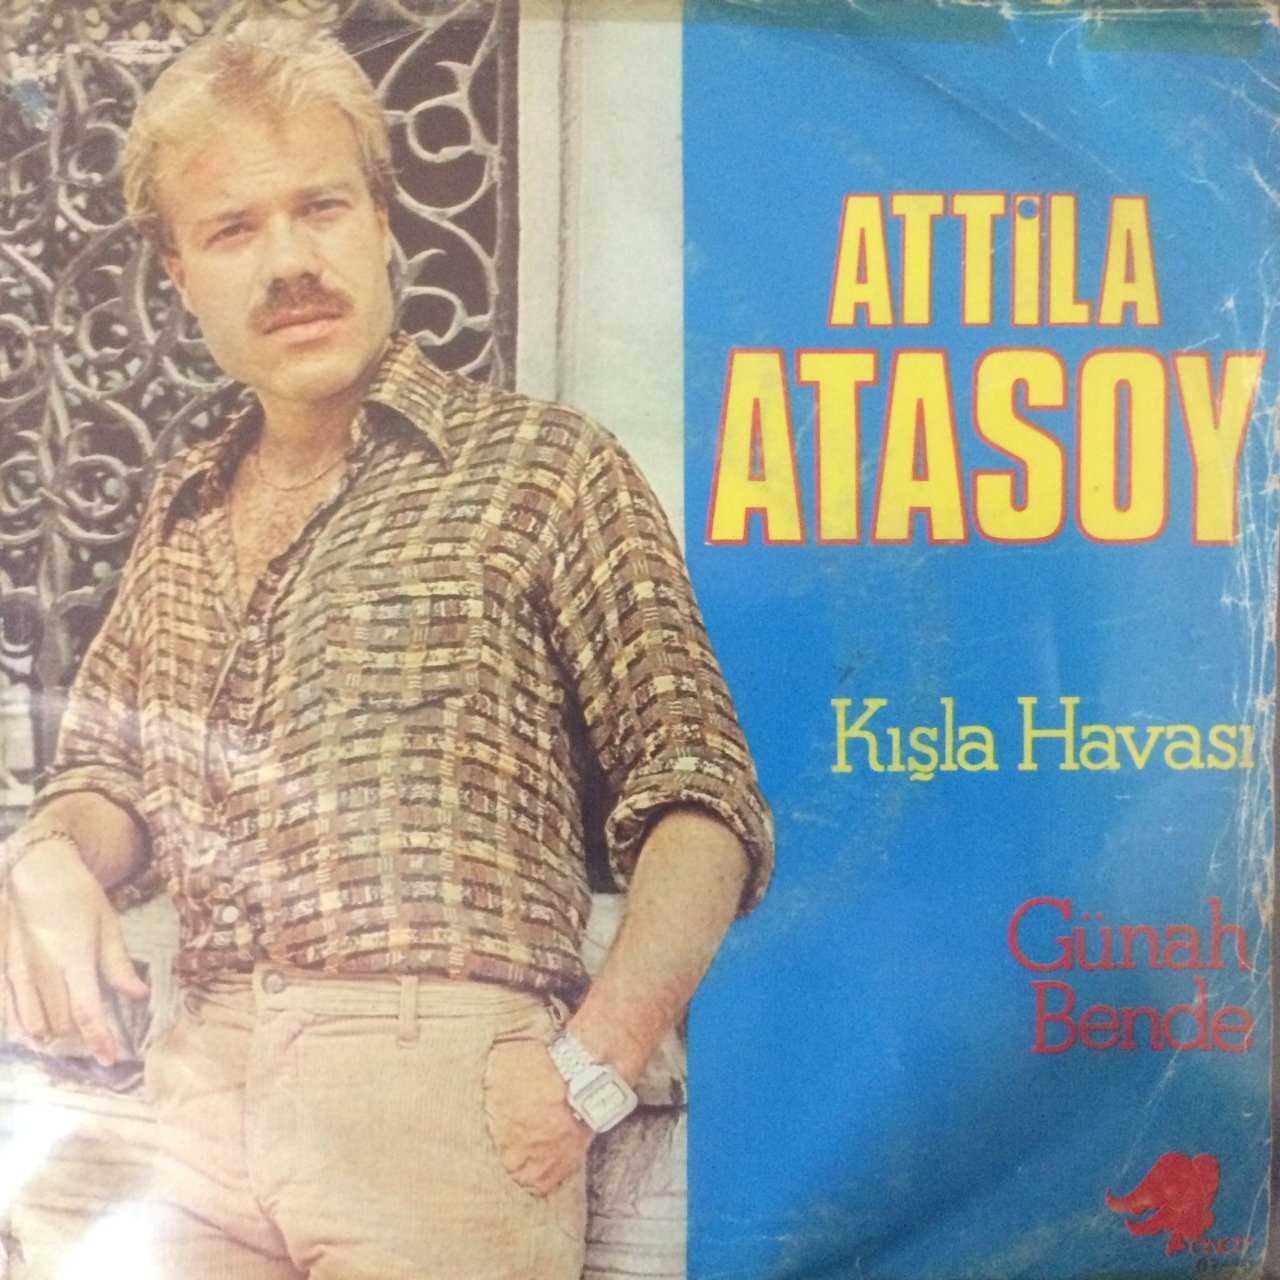 ATTİLA
ATASOY
Kışla Havası
Günah
Bende